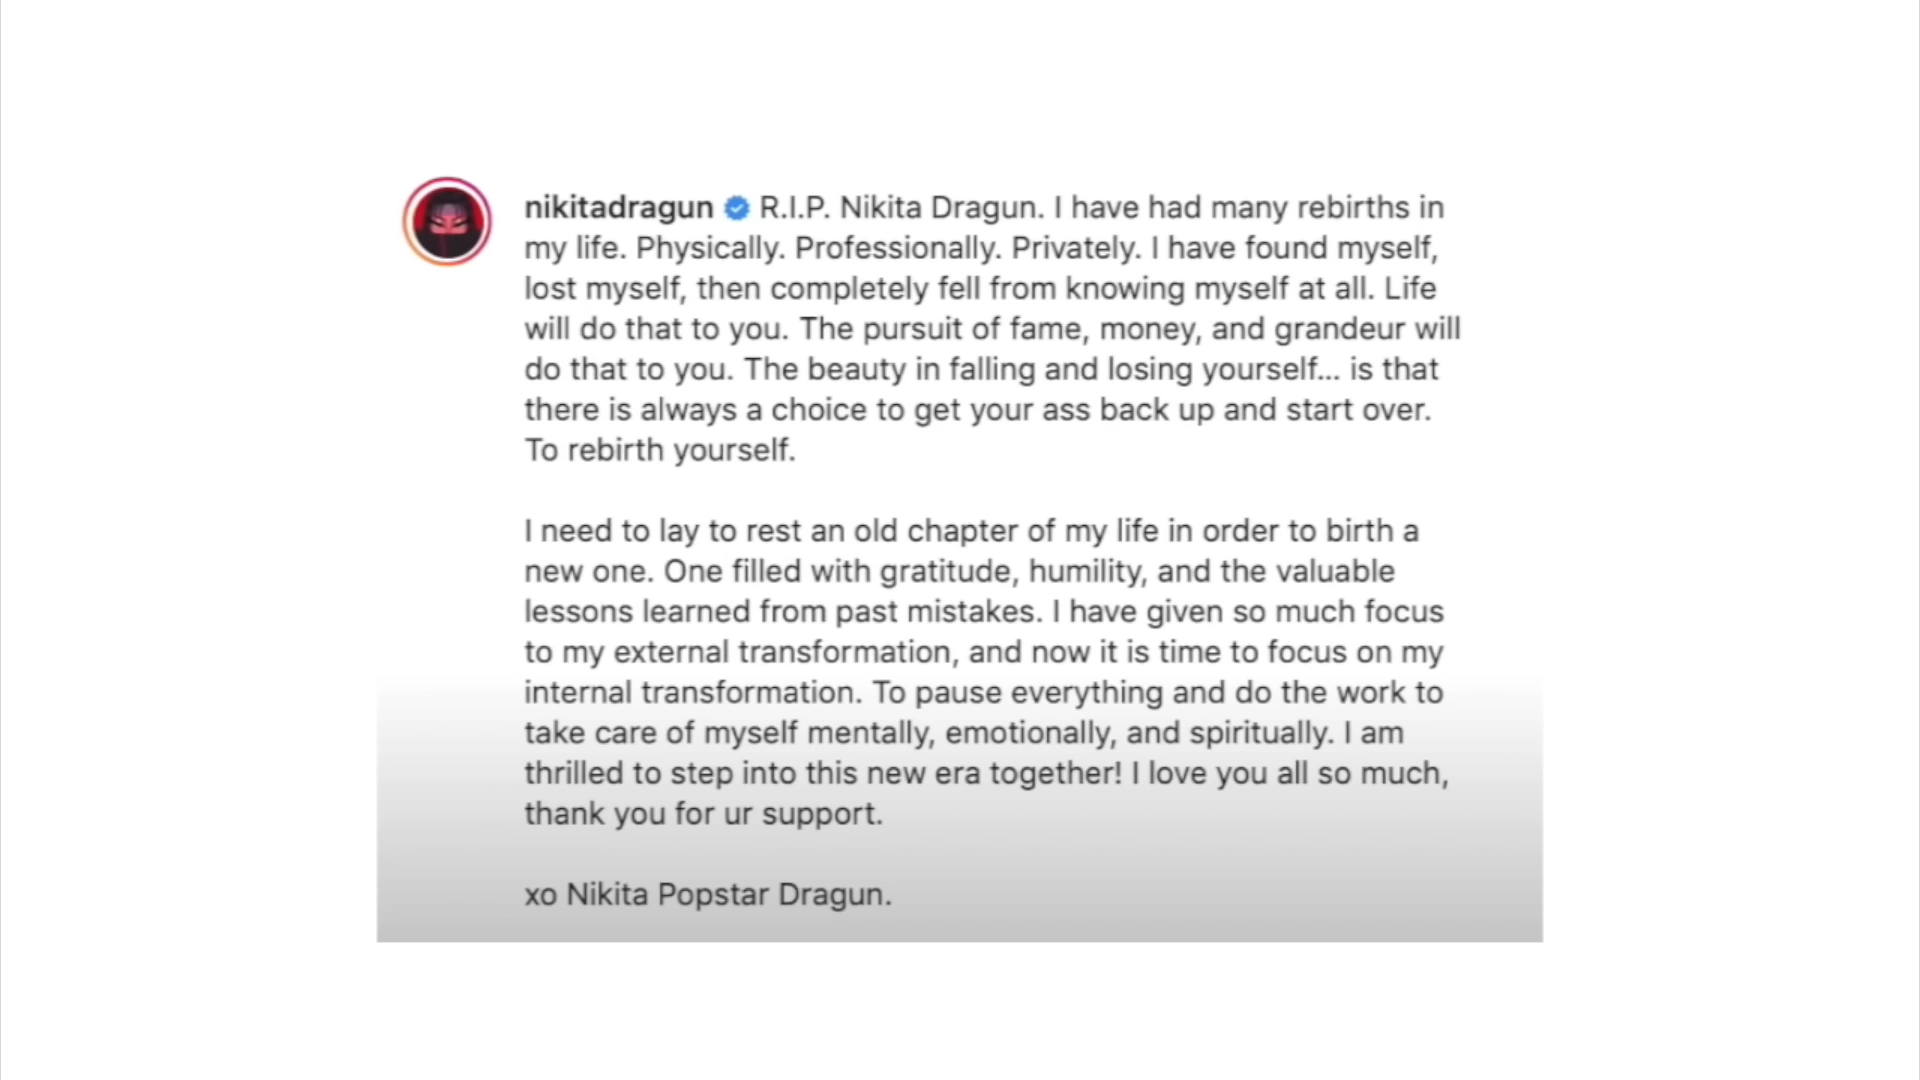 nikitadragun R.I.P. Nikita Dragun. I have had many rebirths in
my life. Physically. Professionally. Privately. I have found myself,
lost myself, then completely fell from knowing myself at all. Life
will do that to you. The pursuit of fame, money, and grandeur will
do that to you. The beauty in falling and losing yourself... is that
there is always a choice to get your ass back up and start over.
To rebirth yourself.
I need to lay to rest an old chapter of my life in order to birth a
new one. One filled with gratitude, humility, and the valuable
lessons learned from past mistakes. I have given so much focus
to my external transformation, and now it is time to focus on my
internal transformation. To pause everything and do the work to
take care of myself mentally, emotionally, and spiritually. I am
thrilled to step into this new era together! I love you all so much,
thank you for ur support.
xo Nikita Popstar Dragun.